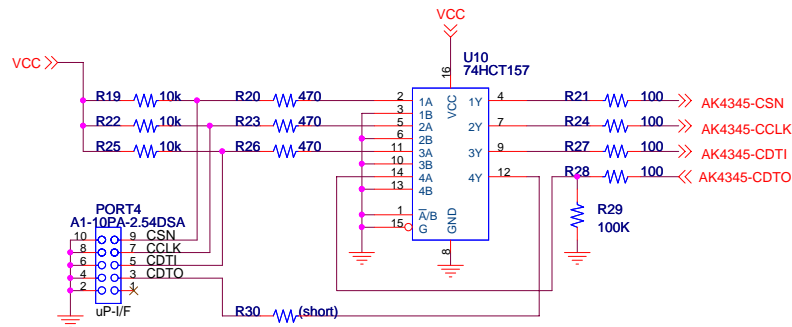 VCC
VCC
U10
74HCT157
R19 10k R20 470 2 1A 16 VCC 1Y 4 R21 100 AK4345-CSN
3 1B
R22 10k R23 470 5 2A 2Y 7 R24 100 AK4345-CCLK
6 2B
R25 10k R26 470 11 3A 3Y 9 R27 100 AK4345-CDTI
10 3B
14 4A 4Y 12 R28 100 AK4345-CDTO
13 4B
1 A/B
15 G GND
8
R29
100K
PORT4
A1-10PA-2.54DSA
10 9 CSN
8 7 CCLK
6 5 CDTI
4 3 CDTO
2 1
uP-I/F
R30 (short)